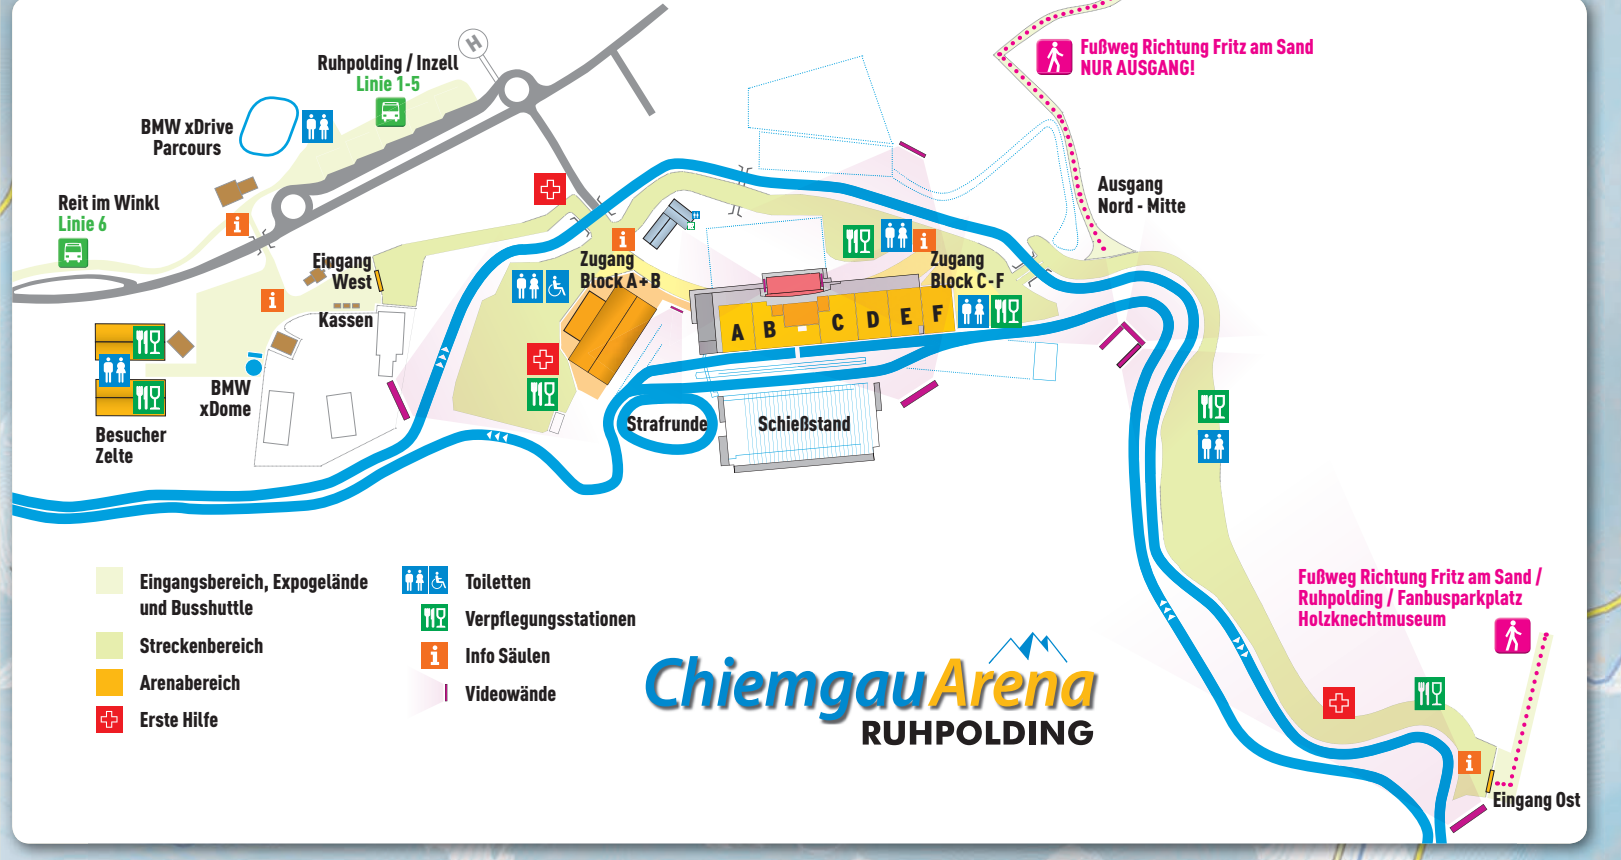 Fußweg Richtung Fritz am Sand
NUR AUSGANG!
H
Ruhpolding / Inzell
Linie 1-5
BMW xDrive
Parcours
Reit im Winkl
Linie 6
i
Ausgang
Nord - Mitte
Eingang
West
i
Kassen
i
Zugang
Block A+B
i
Zugang
Block C-F
A
B
C
D
E
F
BMW
xDome
Besucher
Zelte
Strafrunde
Schießstand
Eingangsbereich, Expogelände
und Busshuttle
Streckenbereich
Arenabereich
Erste Hilfe
Toiletten
Verpflegungsstationen
i
Info Säulen
Videowände
ChiemgauArena
RUHPOLDING
Fußweg Richtung Fritz am Sand /
Ruhpolding / Fanbusparkplatz
Holzknechtmuseum
i
Eingang Ost